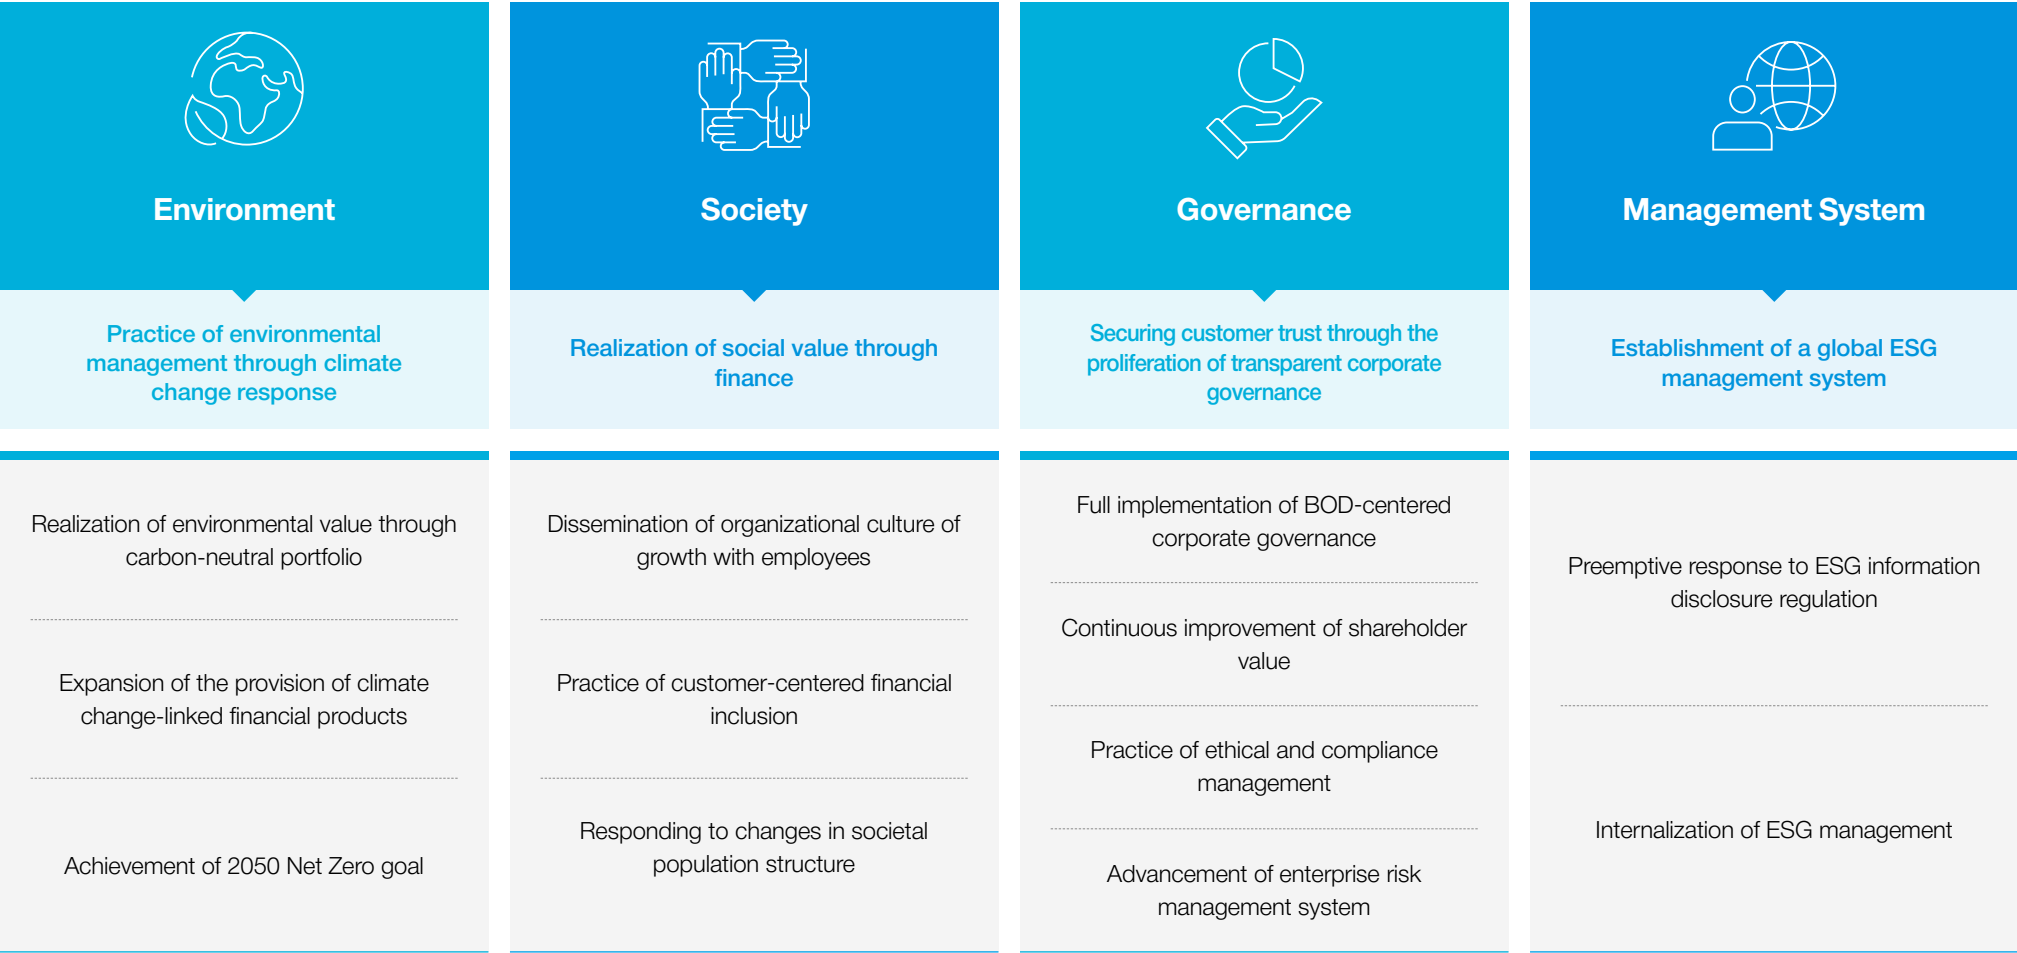 Environment
Practice of environmental
management through climate
change response
Realization of environmental value through
carbon-neutral portfolio
Expansion of the provision of climate
change-linked financial products
Achievement of 2050 Net Zero goal
Society
Realization of social value through
finance
Dissemination of organizational culture of
growth with employees
Practice of customer-centered financial
inclusion
Responding to changes in societal
population structure
Governance
Securing customer trust through the
proliferation of transparent corporate
governance
Full implementation of BOD-centered
corporate governance
Continuous improvement of shareholder
value
Practice of ethical and compliance
management
Advancement of enterprise risk
management system
Management System
Establishment of a global ESG
management system
Preemptive response to ESG information
disclosure regulation
Internalization of ESG management